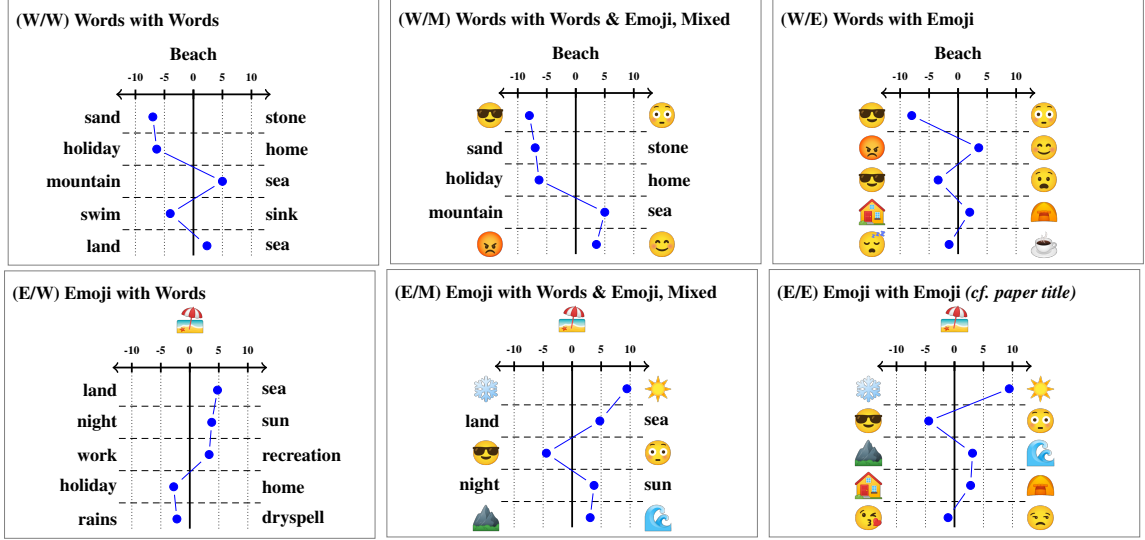 (W/W) Words with Words
Beach
-10 -5 0 5 10
sand stone
holiday home
mountain sea
swim sink
land sea
(W/M) Words with Words & Emoji, Mixed
Beach
-10 -5 0 5 10
😎 😳
sand stone
holiday home
mountain sea
😡 😊
(W/E) Words with Emoji
Beach
-10 -5 0 5 10
(E/W) Emoji with Words
-10 -5 0 5 10
land sea
night sun
work recreation
holiday home
rains dryspell
(E/M) Emoji with Words & Emoji, Mixed
-10 -5 0 5 10
land sea
night sun
(E/E) Emoji with Emoji (cf. paper title)
-10 -5 0 5 10